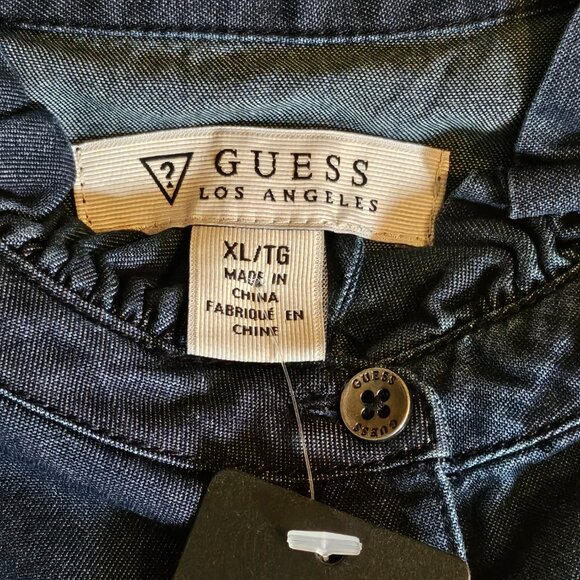 ?
GUESS
LOS ANGELES
XL/TG
MADE IN
CHINA
FABRIQUÉ EN
CHINE
GUESS
GUESS